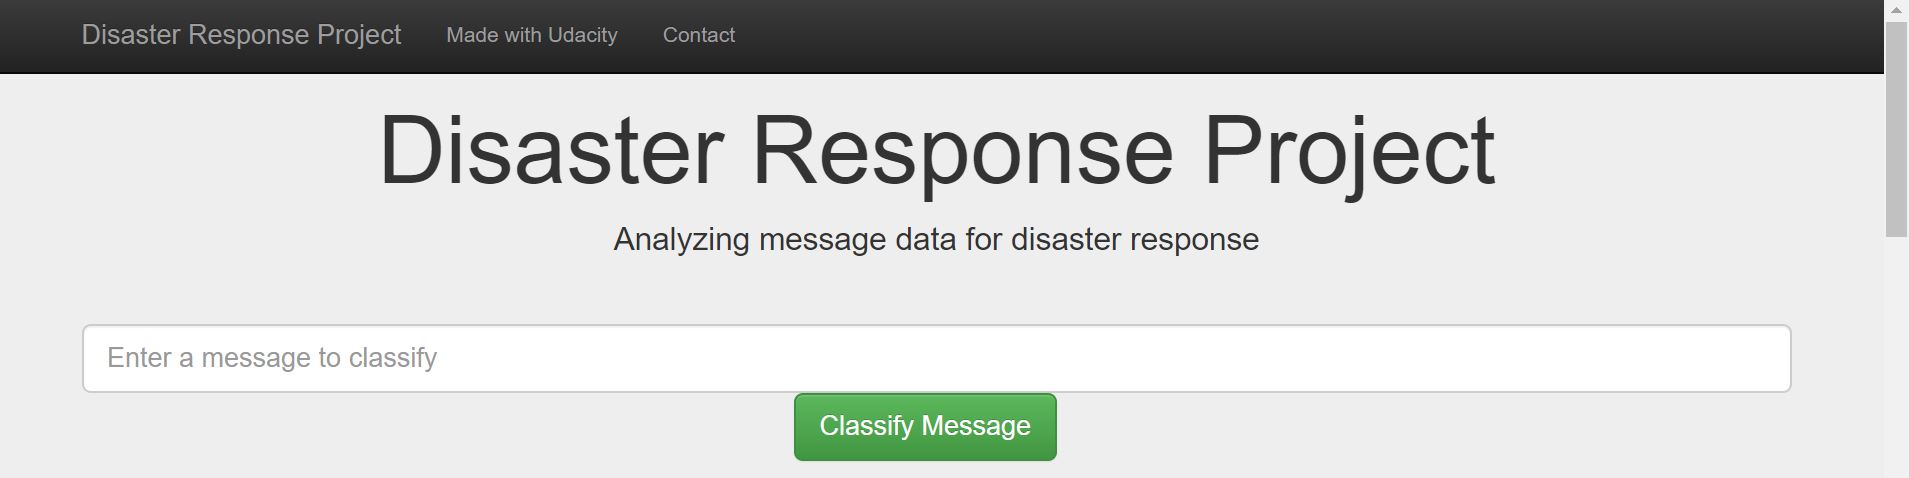 Disaster Response Project Made with Udacity Contact
Disaster Response Project
Analyzing message data for disaster response
Enter a message to classify
Classify Message